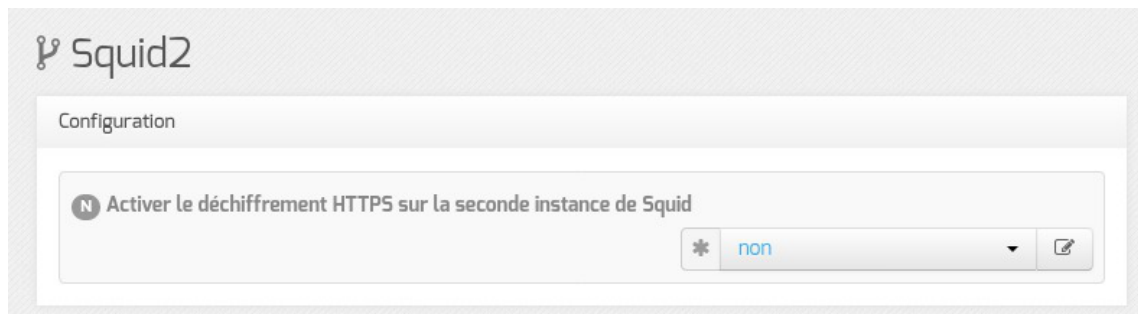 Squid2
Configuration
N Activer le déchiffrement HTTPS sur la seconde instance de Squid
non